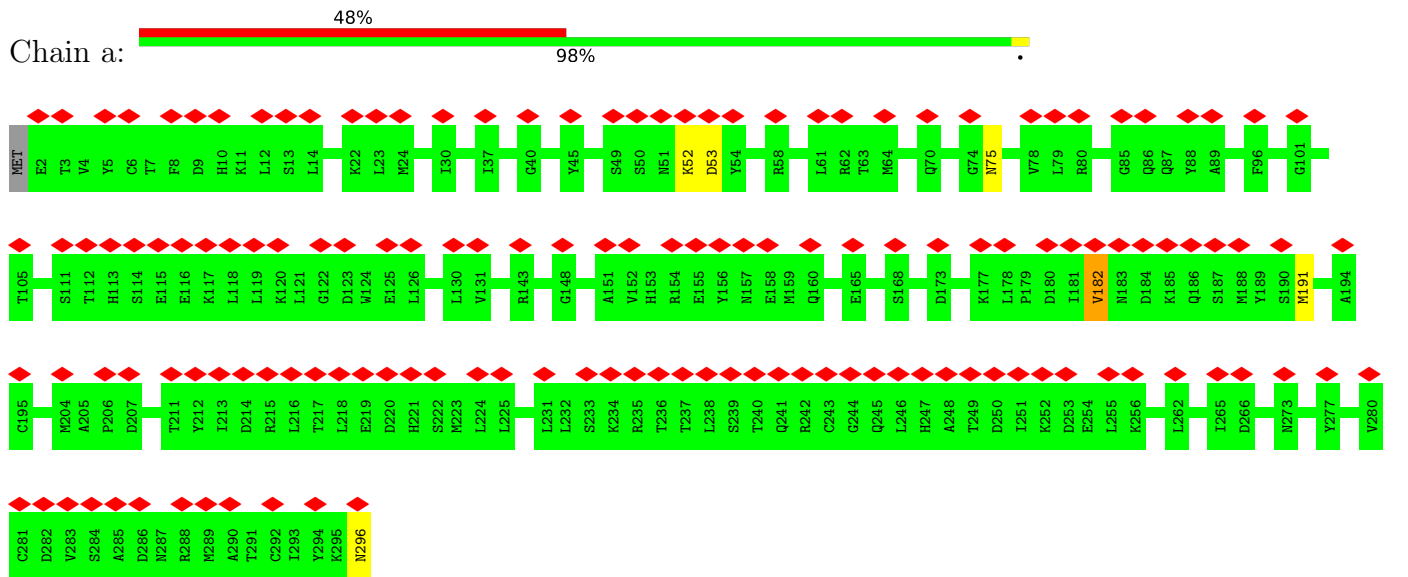 48%
Chain a:
98% .
MET E2 T3 V4 Y5 C6 T7 F8 D9 H10 K11 L12 S13 L14 K22 L23 M24 I30 I37 G40 Y45 S49 S50 N51 K52 D53 Y54 R58 L61 R62 T63 M64 Q70 G74 N75 V78 L79 R80 G85 Q86 Q87 Y88 A89 F96 G101
T105 S111 T112 H113 S114 E115 E116 K117 L118 L119 K120 L121 G122 D123 W124 E125 L126 L130 V131 R143 G148 A151 V152 H153 R154 E155 Y156 N157 E158 M159 Q160 E165 S168 D173 K177 L178 P179 D180 I181 V182 N183 D184 K185 Q186 S187 M188 Y189 S190 M191 A194
C195 M204 A205 P206 D207 T211 Y212 I213 D214 R215 L216 T217 L218 E219 D220 H221 S222 M223 L224 L225 L231 L232 S233 K234 R235 T236 T237 L238 S239 T240 Q241 R242 C243 G244 Q245 L246 H247 A248 T249 D250 I251 K252 D253 E254 L255 K256 L262 I265 D266 N273 Y277 V280
C281 D282 V283 S284 A285 D286 N287 R288 M289 A290 T291 C292 I293 Y294 K295 N296